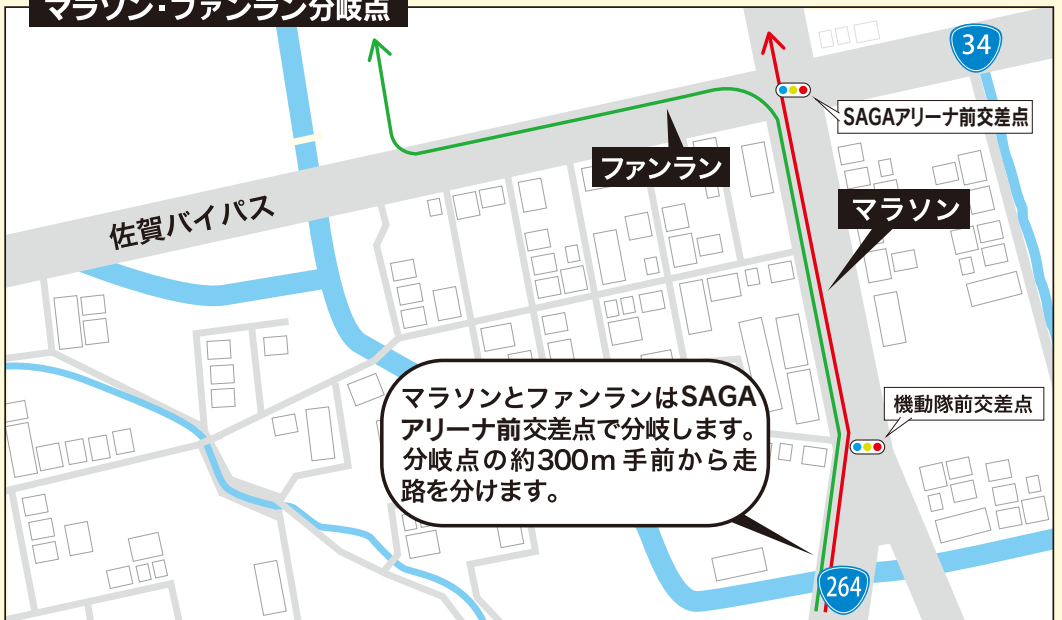 マラソン・ファンラン分岐点
34
SAGAアリーナ前交差点
ファンラン
マラソン
佐賀バイパス
機動隊前交差点
マラソンとファンランはSAGA
アリーナ前交差点で分岐します。
分岐点の約300m手前から走
路を分けます。
264